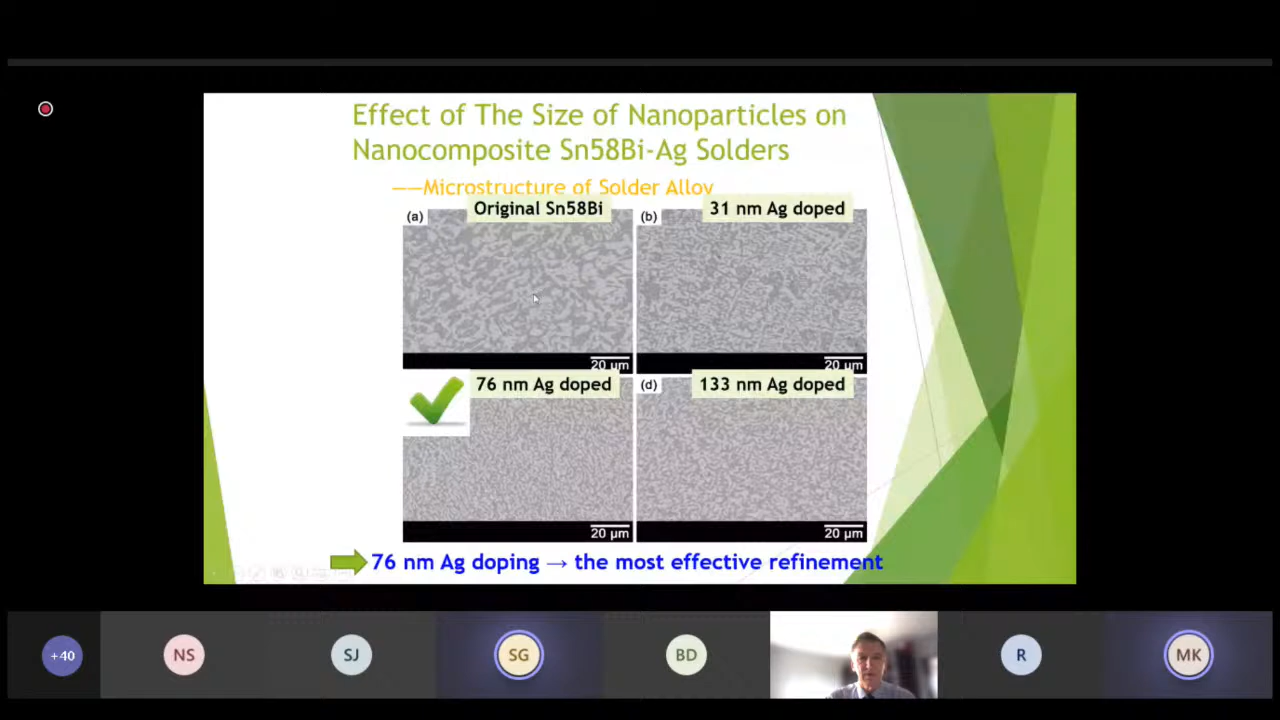 Effect of The Size of Nanoparticles on
Nanocomposite Sn58Bi-Ag Solders
——Microstructure of Solder Alloy
(a) Original Sn58Bi
(b) 31 nm Ag doped
20 μm
20 μm
76 nm Ag doped
(d) 133 nm Ag doped
20 μm
20 μm
76 nm Ag doping → the most effective refinement
+40
NS
SJ
SG
BD
R
MK